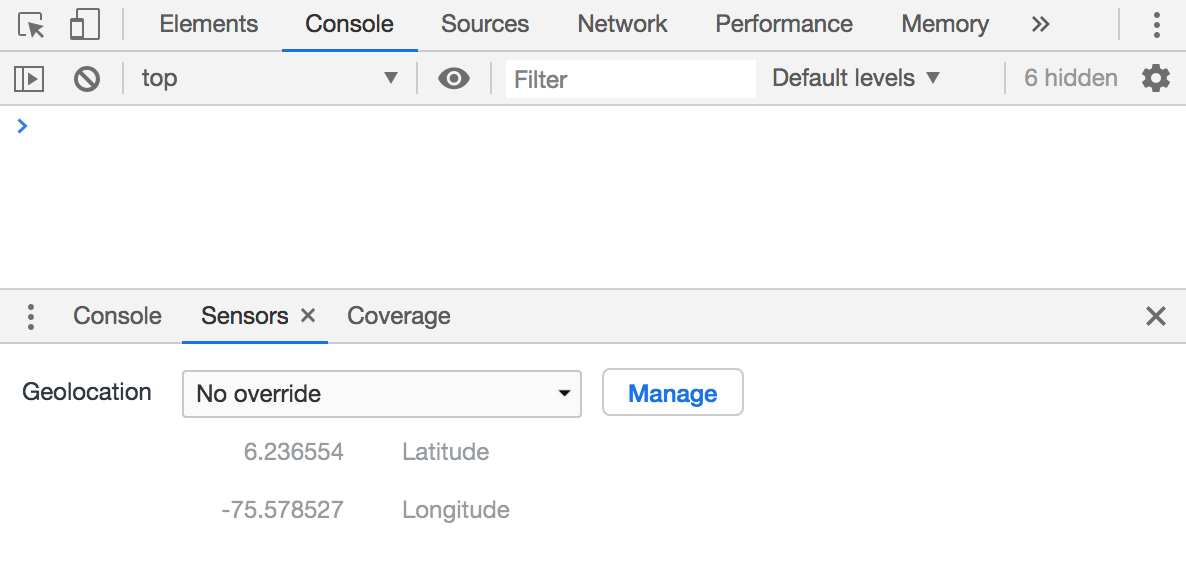 Elements Console Sources Network Performance Memory »
top Filter Default levels 6 hidden
Console Sensors Coverage
Geolocation No override Manage
6.236554 Latitude
-75.578527 Longitude